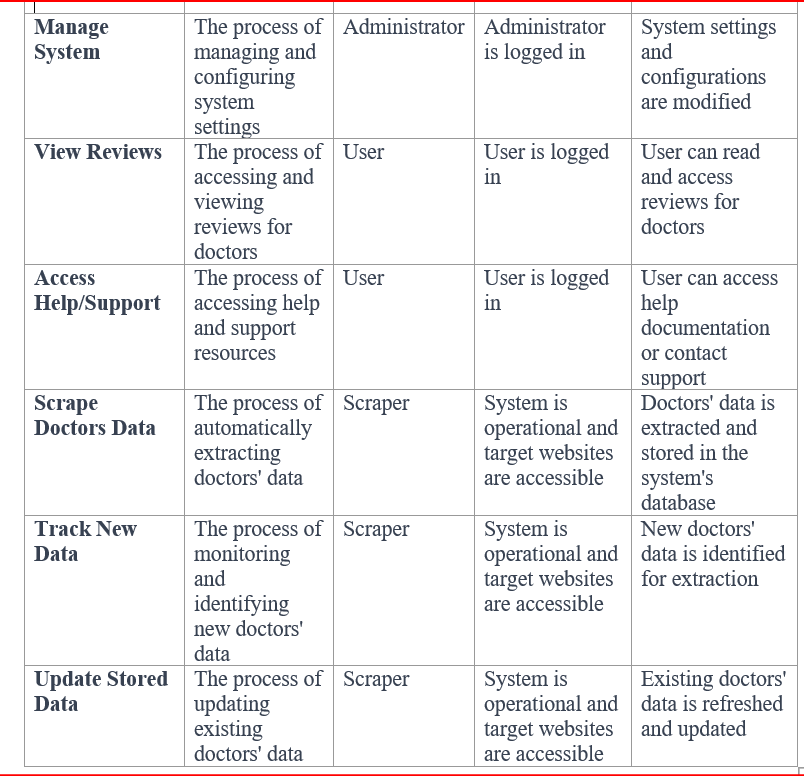 Manage System The process of managing and configuring system settings Administrator Administrator is logged in System settings and configurations are modified
View Reviews The process of accessing and viewing reviews for doctors User User is logged in User can read and access reviews for doctors
Access Help/Support The process of accessing help and support resources User User is logged in User can access help documentation or contact support
Scrape Doctors Data The process of automatically extracting doctors' data Scraper System is operational and target websites are accessible Doctors' data is extracted and stored in the system's database
Track New Data The process of monitoring and identifying new doctors' data Scraper System is operational and target websites are accessible New doctors' data is identified for extraction
Update Stored Data The process of updating existing doctors' data Scraper System is operational and target websites are accessible Existing doctors' data is refreshed and updated